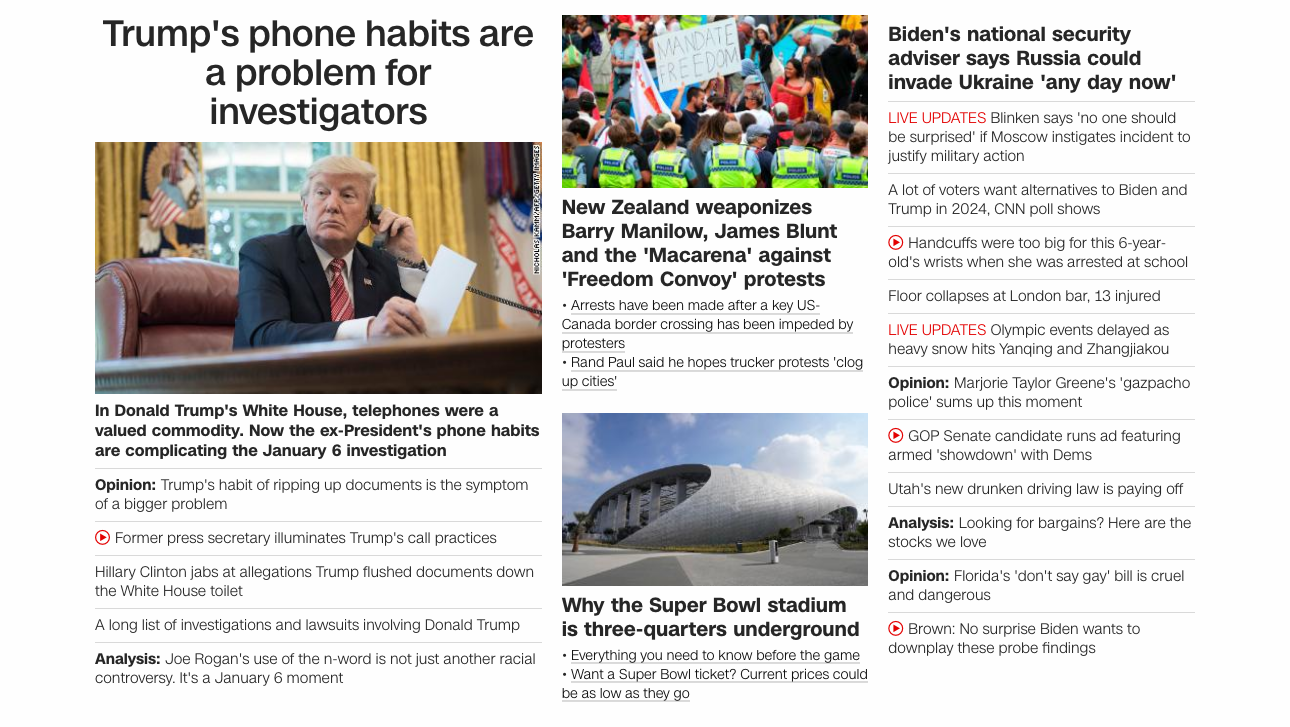 Trump's phone habits are
a problem for
investigators
NICHOLAS KAMM/AFP/GETTY IMAGES
In Donald Trump's White House, telephones were a
valued commodity. Now the ex-President's phone habits
are complicating the January 6 investigation
Opinion: Trump's habit of ripping up documents is the symptom
of a bigger problem
Former press secretary illuminates Trump's call practices
Hillary Clinton jabs at allegations Trump flushed documents down
the White House toilet
A long list of investigations and lawsuits involving Donald Trump
Analysis: Joe Rogan's use of the n-word is not just another racial
controversy. It's a January 6 moment
MANDATE
FREEDOM
New Zealand weaponizes
Barry Manilow, James Blunt
and the 'Macarena' against
'Freedom Convoy' protests
• Arrests have been made after a key US-
Canada border crossing has been impeded by
protesters
• Rand Paul said he hopes trucker protests 'clog
up cities'
Why the Super Bowl stadium
is three-quarters underground
• Everything you need to know before the game
• Want a Super Bowl ticket? Current prices could
be as low as they go
Biden's national security
adviser says Russia could
invade Ukraine 'any day now'
LIVE UPDATES Blinken says 'no one should
be surprised' if Moscow instigates incident to
justify military action
A lot of voters want alternatives to Biden and
Trump in 2024, CNN poll shows
Handcuffs were too big for this 6-year-
old's wrists when she was arrested at school
Floor collapses at London bar, 13 injured
LIVE UPDATES Olympic events delayed as
heavy snow hits Yanqing and Zhangjiakou
Opinion: Marjorie Taylor Greene's 'gazpacho
police' sums up this moment
GOP Senate candidate runs ad featuring
armed 'showdown' with Dems
Utah's new drunken driving law is paying off
Analysis: Looking for bargains? Here are the
stocks we love
Opinion: Florida's 'don't say gay' bill is cruel
and dangerous
Brown: No surprise Biden wants to
downplay these probe findings